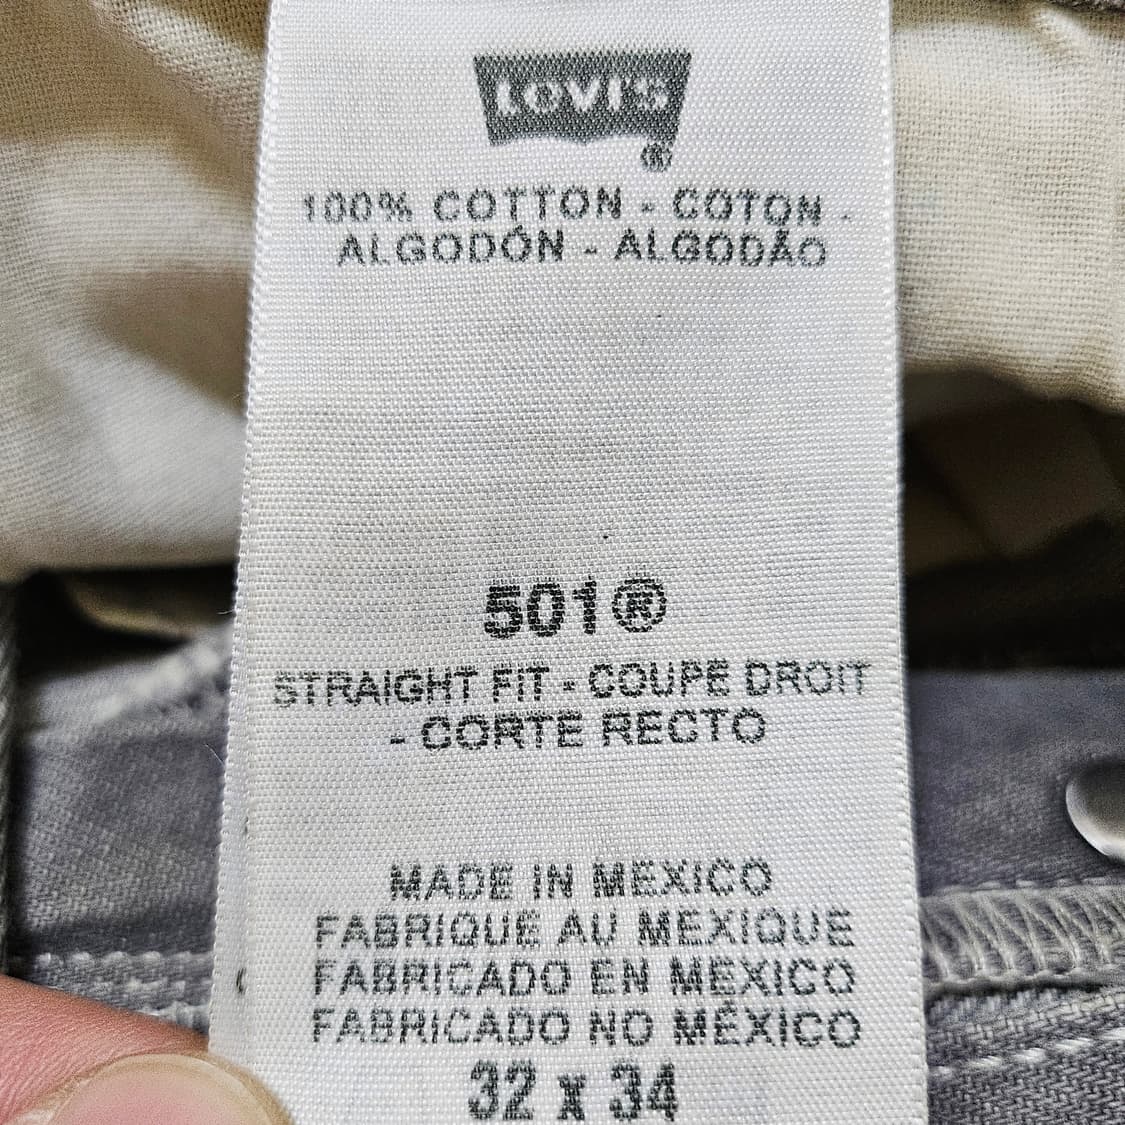 Levi's
®
100% COTTON - COTON -
ALGODÓN - ALGODÃO
501®
STRAIGHT FIT - COUPE DROIT
- CORTE RECTO
MADE IN MEXICO
FABRIQUÉ AU MEXIQUE
FABRICADO EN MEXICO
FABRICADO NO MÉXICO
32 x 34